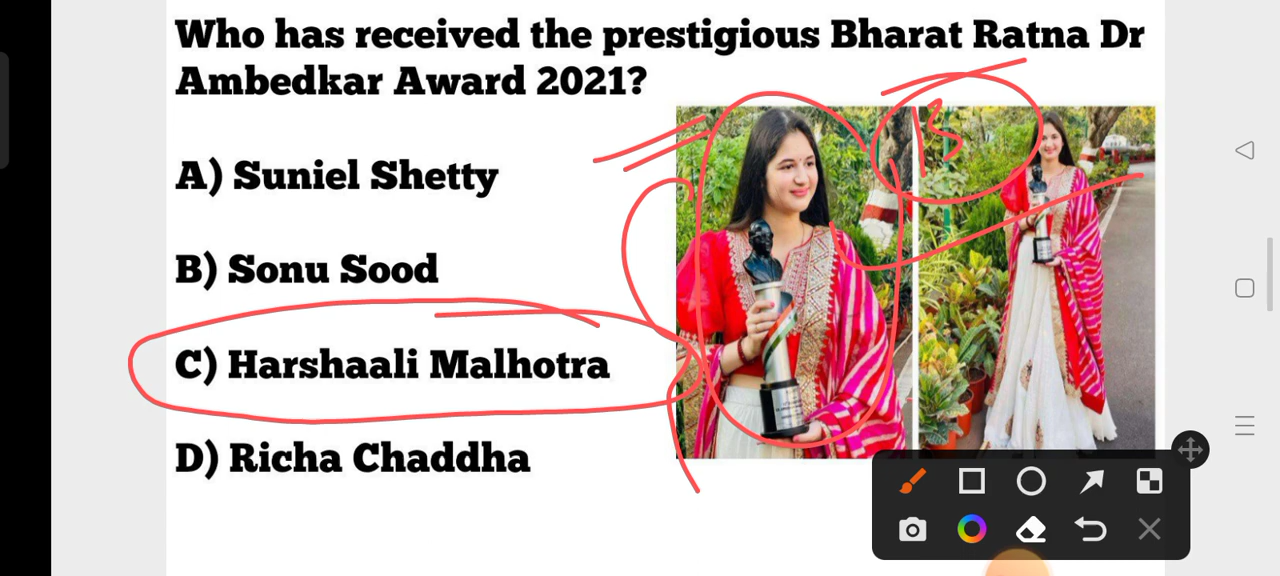 Who has received the prestigious Bharat Ratna Dr
Ambedkar Award 2021?
A) Suniel Shetty
B) Sonu Sood
C) Harshaali Malhotra
D) Richa Chaddha